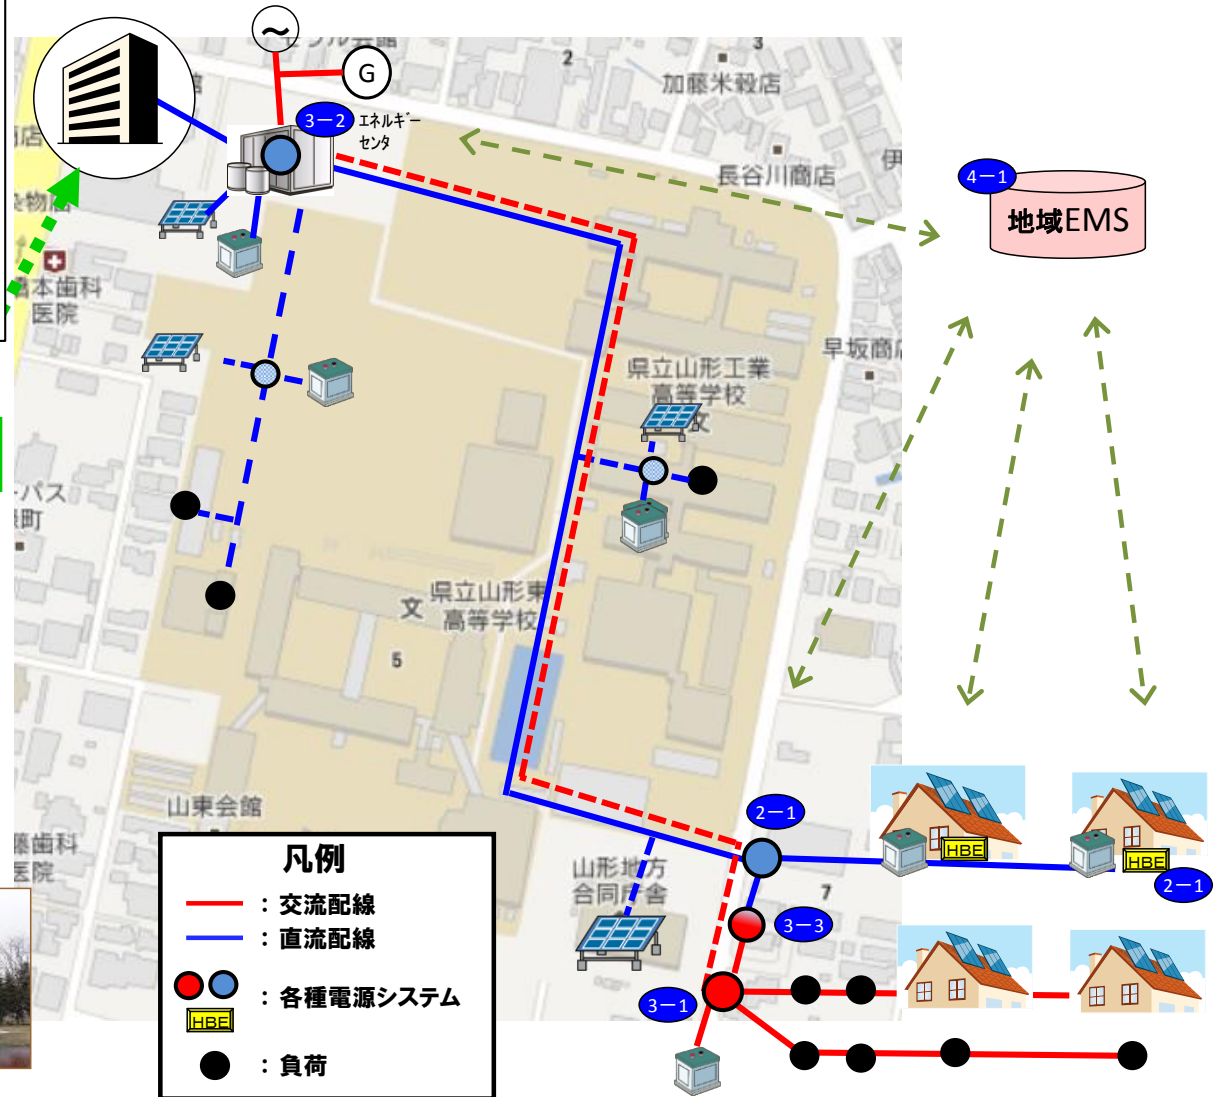 ～
G
3－2
エネルギー
センタ
2
3
加藤米穀店
長谷川商店
4－1
地域EMS
橋本歯科
医院
早坂商店
県立山形工業
高等学校
文
県立山形東
高等学校
文
5
山東会館
2－1
山形地方
合同庁舎
7
HBE
HBE
2－1
3－3
3－1
凡例
：交流配線
：直流配線
：各種電源システム
HBE
：負荷